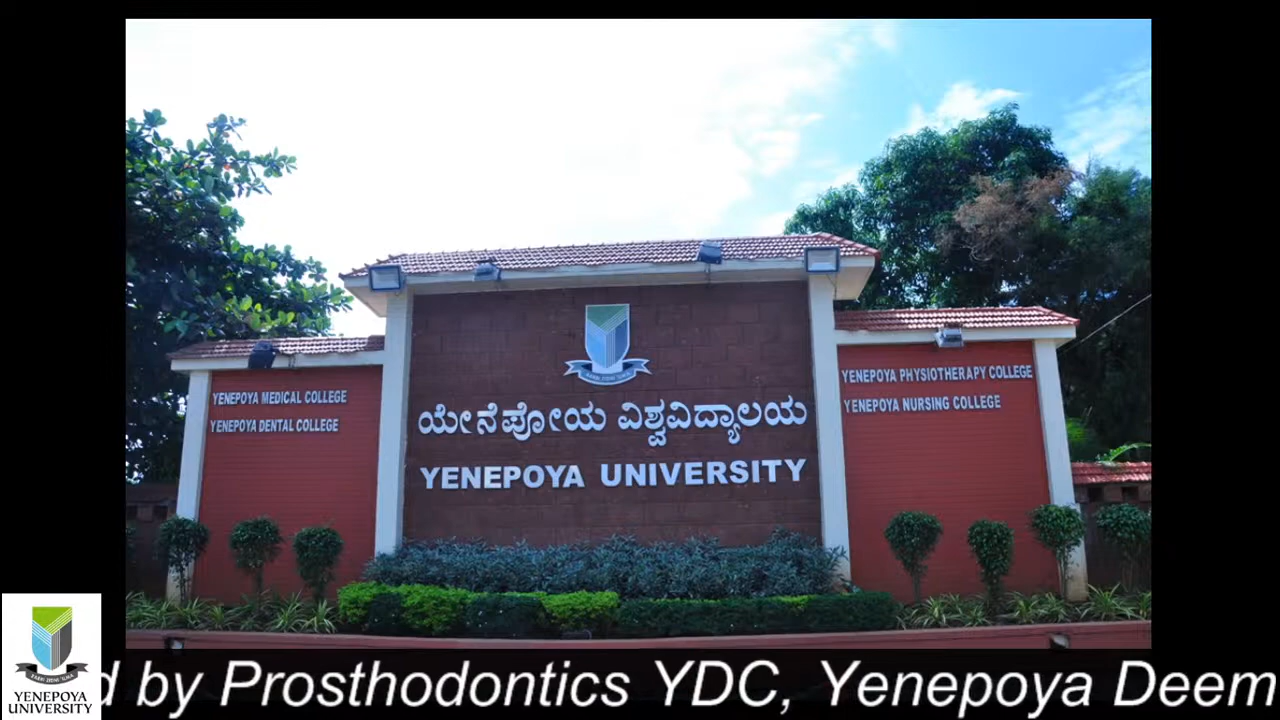 YENEPOYA MEDICAL COLLEGE
YENEPOYA DENTAL COLLEGE
ಯೇನೆಪೋಯ ವಿಶ್ವವಿದ್ಯಾಲಯ
YENEPOYA UNIVERSITY
YENEPOYA PHYSIOTHERAPY COLLEGE
YENEPOYA NURSING COLLEGE
YENEPOYA
UNIVERSITY
d by Prosthodontics YDC, Yenepoya Deem